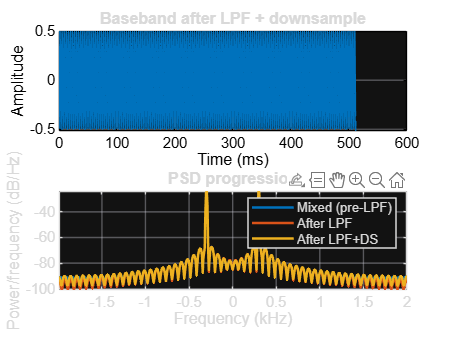 Baseband after LPF + downsample
Amplitude
0.5
0
-0.5
0 100 200 300 400 500 600
Time (ms)
PSD progressio
Power/frequency (dB/Hz)
-40
-60
-80
-100
Mixed (pre-LPF)
After LPF
After LPF+DS
-1.5 -1 -0.5 0 0.5 1 1.5 2
Frequency (kHz)